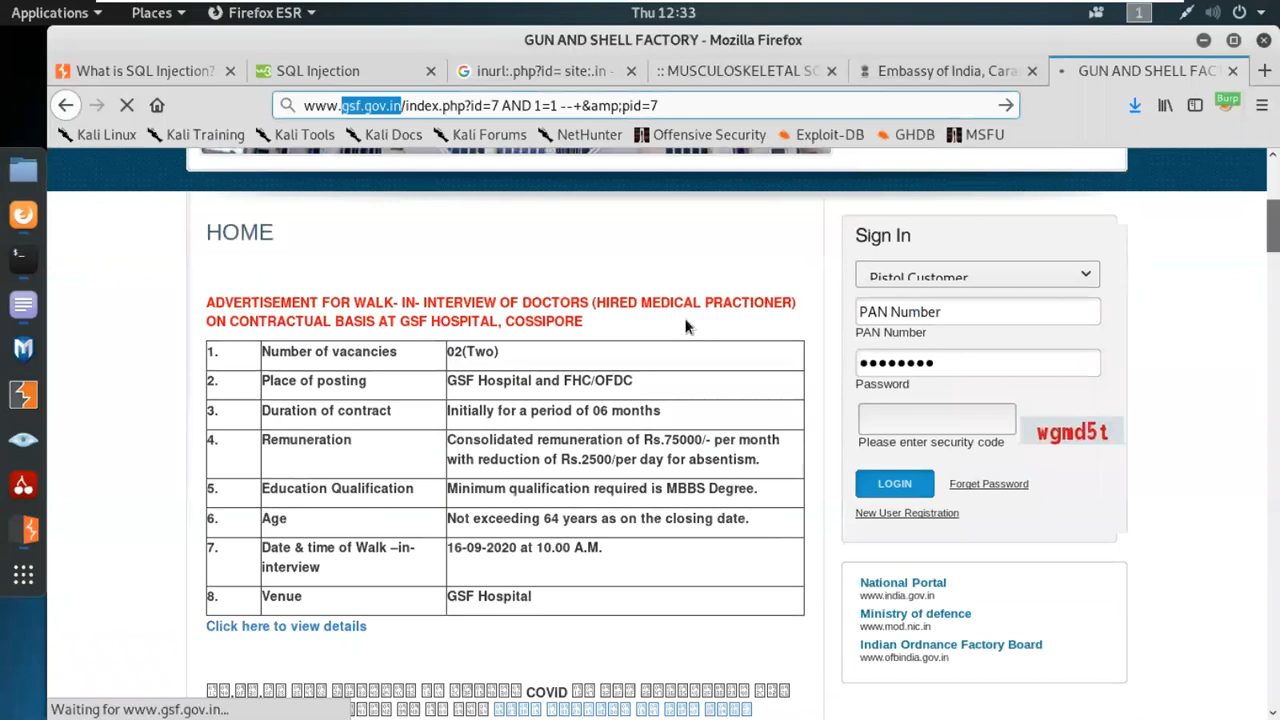 Applications Places Firefox ESR Thu 12:33 1
GUN AND SHELL FACTORY - Mozilla Firefox
What is SQL Injection? SQL Injection inurl:.php?id= site:.in - :: MUSCULOSKELETAL SC Embassy of India, Cara GUN AND SHELL FACT
www.gsf.gov.in/index.php?id=7 AND 1=1 --+&amp;pid=7
Burp
Kali Linux Kali Training Kali Tools Kali Docs Kali Forums NetHunter Offensive Security Exploit-DB GHDB MSFU
HOME
ADVERTISEMENT FOR WALK- IN- INTERVIEW OF DOCTORS (HIRED MEDICAL PRACTIONER)
ON CONTRACTUAL BASIS AT GSF HOSPITAL, COSSIPORE
1. Number of vacancies 02(Two)
2. Place of posting GSF Hospital and FHC/OFDC
3. Duration of contract Initially for a period of 06 months
4. Remuneration Consolidated remuneration of Rs.75000/- per month
with reduction of Rs.2500/per day for absentism.
5. Education Qualification Minimum qualification required is MBBS Degree.
6. Age Not exceeding 64 years as on the closing date.
7. Date & time of Walk –in- 16-09-2020 at 10.00 A.M.
interview
8. Venue GSF Hospital
Click here to view details
COVID
Sign In
Pistol Customer
PAN Number
PAN Number
Password
wgmd5t
Please enter security code
LOGIN Forget Password
New User Registration
National Portal
www.india.gov.in
Ministry of defence
www.mod.nic.in
Indian Ordnance Factory Board
www.ofbindia.gov.in
Waiting for www.gsf.gov.in...